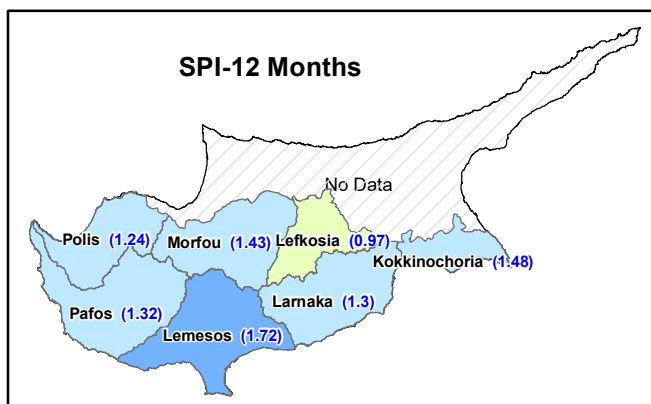 SPI-12 Months
No Data
Polis (1.24)
Morfou (1.43)
Lefkosia (0.97)
Kokkinochoria (1.48)
Pafos (1.32)
Larnaka (1.3)
Lemesos (1.72)